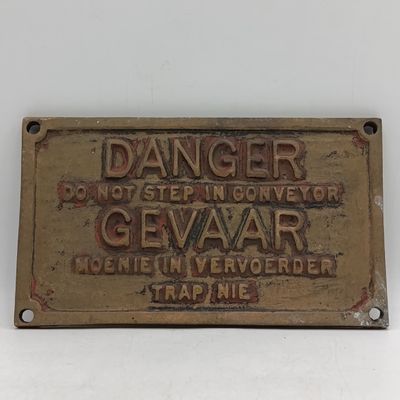 DANGER
DO NOT STEP IN CONVEYOR
GEVAAR
MOENIE IN VERVOERDER
TRAP NIE